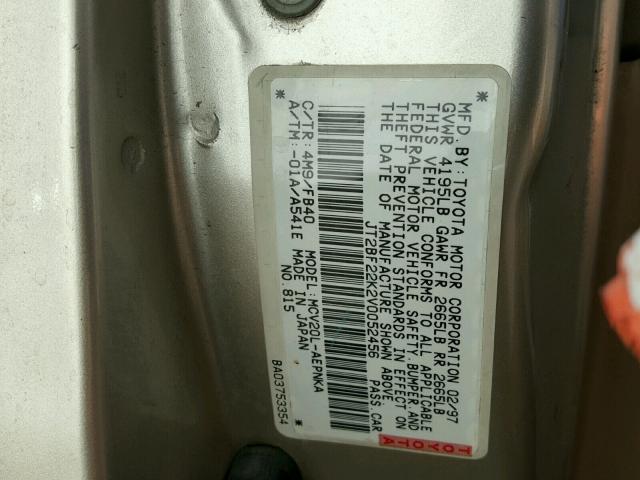 MFD. BY: TOYOTA MOTOR CORPORATION 02/97
GVWR 4195LB GAWR FR 2665LB RR 2665LB
THIS VEHICLE CONFORMS TO ALL APPLICABLE
FEDERAL MOTOR VEHICLE SAFETY, BUMPER, AND
THEFT PREVENTION STANDARDS IN EFFECT ON
THE DATE OF MANUFACTURE SHOWN ABOVE.
JT2BF22K2V0052456 PASS.CAR
TOYOTA
TOYOTA
TOYOTA
* *
C/TR: 4M9/FB40 MODEL: MCV20L-AEPNKA
A/TM: -01A/A541E MADE IN JAPAN *
NO. 815
BA03753354